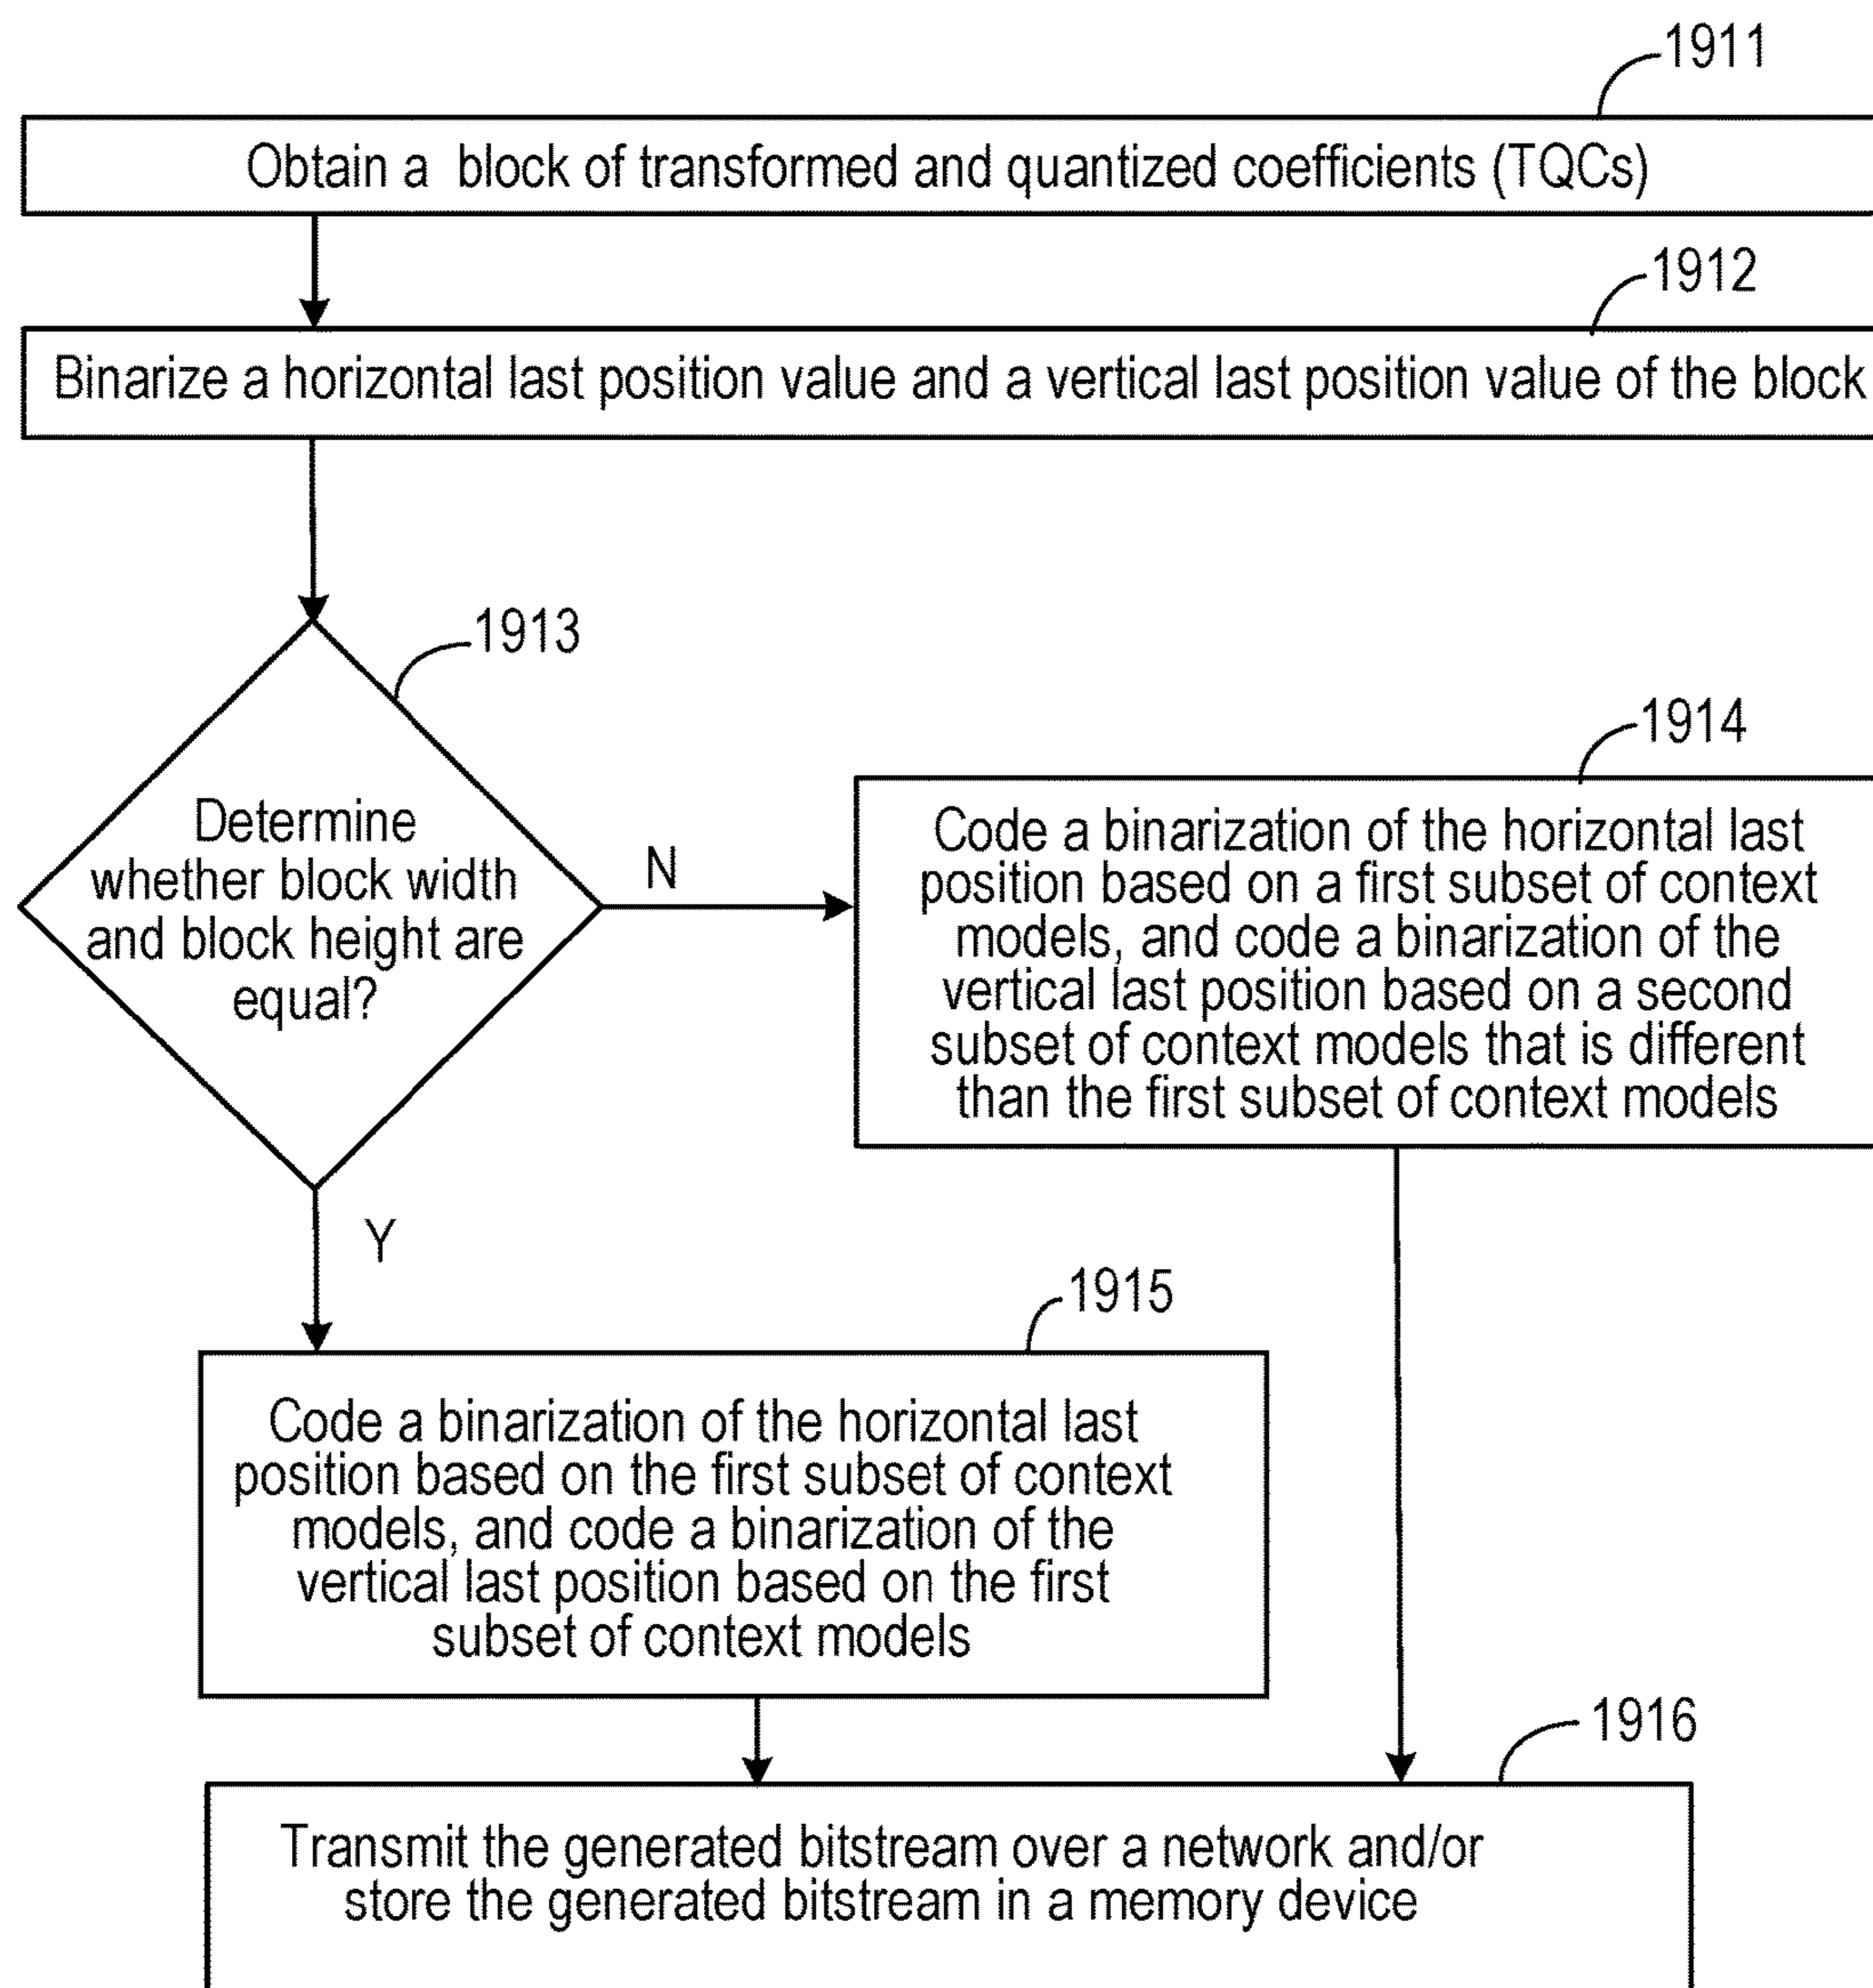 1911
Obtain a block of transformed and quantized coefficients (TQCs)
1912
Binarize a horizontal last position value and a vertical last position value of the block
1913
Determine
whether block width
and block height are
equal?
N
1914
Code a binarization of the horizontal last
position based on a first subset of context
models, and code a binarization of the
vertical last position based on a second
subset of context models that is different
than the first subset of context models
Y
1915
Code a binarization of the horizontal last
position based on the first subset of context
models, and code a binarization of the
vertical last position based on the first
subset of context models
1916
Transmit the generated bitstream over a network and/or
store the generated bitstream in a memory device